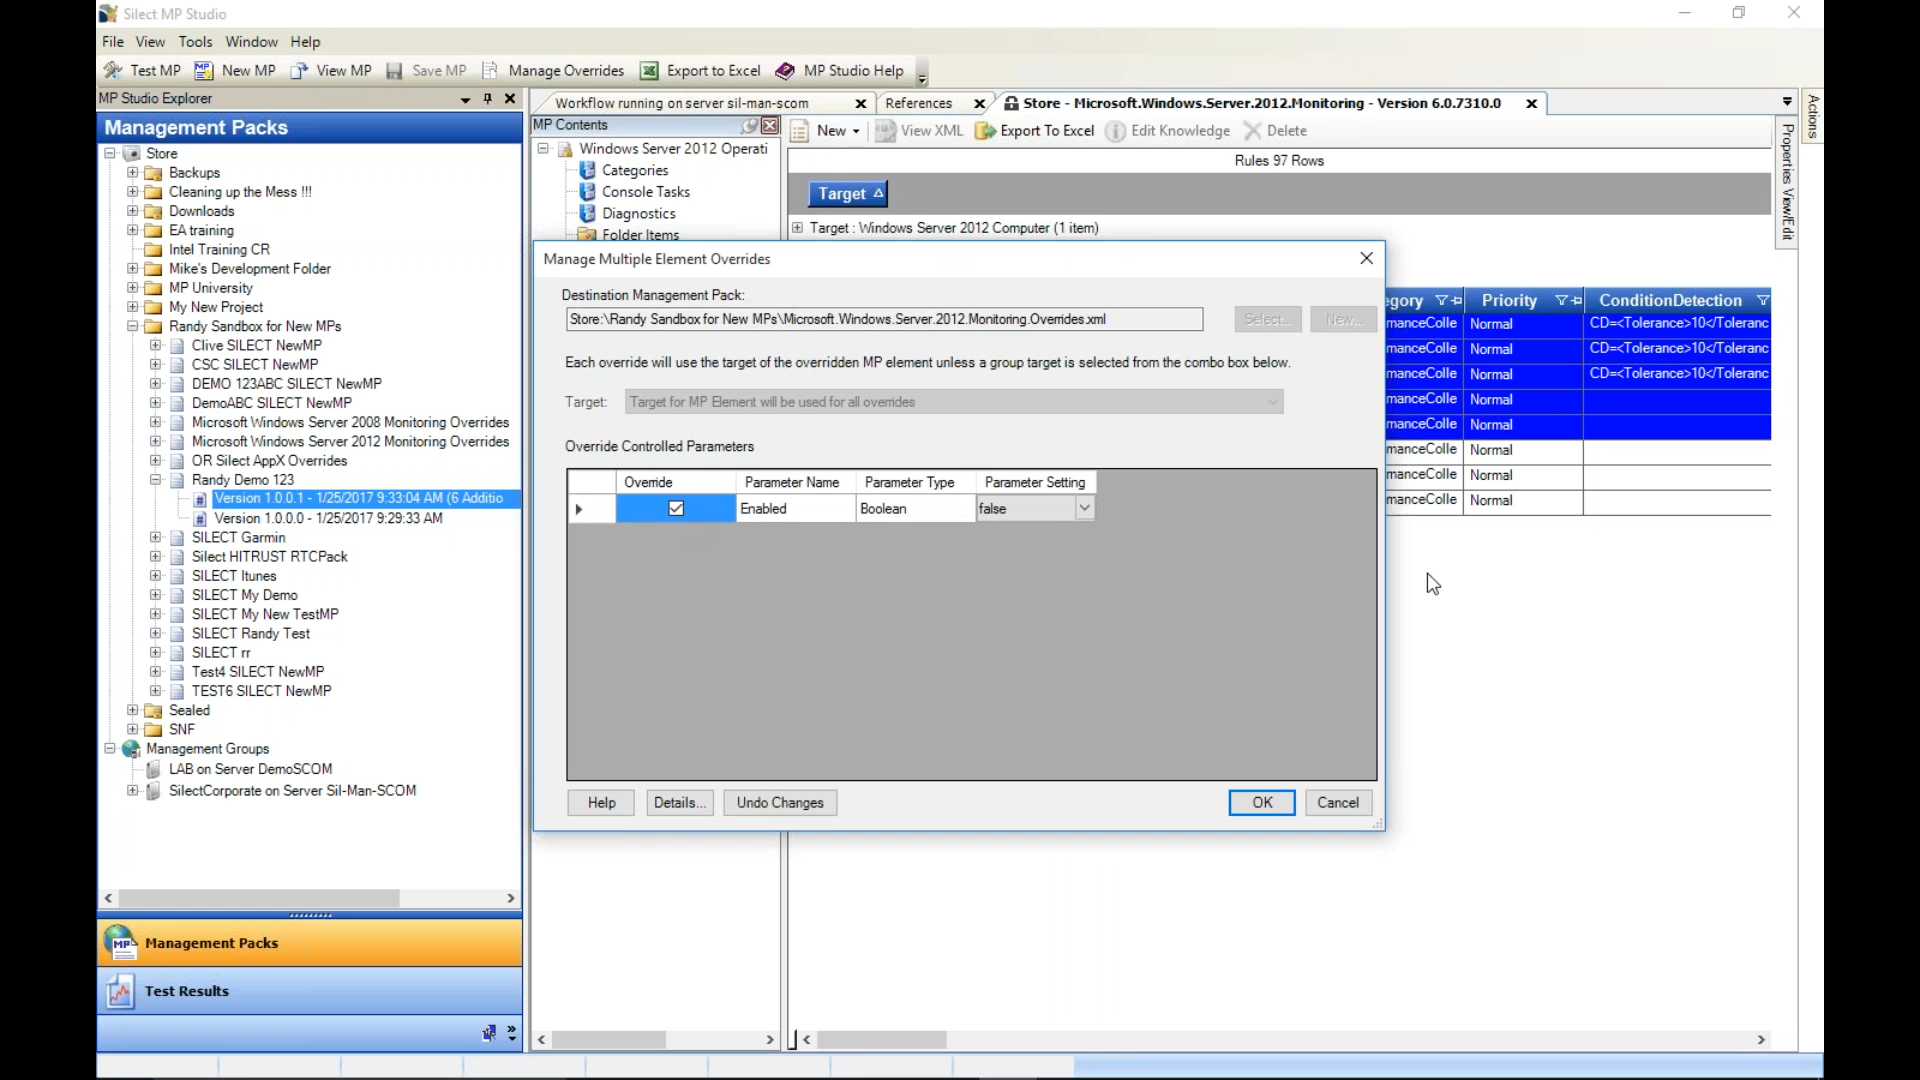 Silect MP Studio
File View Tools Window Help
Test MP New MP View MP Save MP Manage Overrides Export to Excel MP Studio Help
MP Studio Explorer
Management Packs
Store
Backups
Cleaning up the Mess !!!
Downloads
EA training
Intel Training CR
Mike's Development Folder
MP University
My New Project
Randy Sandbox for New MPs
Clive SILECT NewMP
CSC SILECT NewMP
DEMO 123ABC SILECT NewMP
DemoABC SILECT NewMP
Microsoft Windows Server 2008 Monitoring Overrides
Microsoft Windows Server 2012 Monitoring Overrides
OR Silect AppX Overrides
Randy Demo 123
Version 1.0.0.1 - 1/25/2017 9:33:04 AM (6 Additio
Version 1.0.0.0 - 1/25/2017 9:29:33 AM
SILECT Garmin
Silect HITRUST RTCPack
SILECT Itunes
SILECT My Demo
SILECT My New TestMP
SILECT Randy Test
SILECT rr
Test4 SILECT NewMP
TEST6 SILECT NewMP
Sealed
SNF
Management Groups
LAB on Server DemoSCOM
SilectCorporate on Server Sil-Man-SCOM
Management Packs
Test Results
Workflow running on server sil-man-scom References Store - Microsoft.Windows.Server.2012.Monitoring - Version 6.0.7310.0
MP Contents
Windows Server 2012 Operati
Categories
Console Tasks
Diagnostics
Folder Items
New View XML Export To Excel Edit Knowledge Delete
Rules 97 Rows
Target
Target : Windows Server 2012 Computer (1 item)
egory Priority ConditionDetection
manceColle Normal CD=<Tolerance>10</Toleranc
manceColle Normal CD=<Tolerance>10</Toleranc
manceColle Normal CD=<Tolerance>10</Toleranc
manceColle Normal
manceColle Normal
manceColle Normal
manceColle Normal
manceColle Normal
Manage Multiple Element Overrides
Destination Management Pack:
Store:\Randy Sandbox for New MPs\Microsoft.Windows.Server.2012.Monitoring.Overrides.xml
Select... New...
Each override will use the target of the overridden MP element unless a group target is selected from the combo box below.
Target: Target for MP Element will be used for all overrides
Override Controlled Parameters
Override Parameter Name Parameter Type Parameter Setting
Enabled Boolean false
Help Details... Undo Changes OK Cancel
Actions
Properties View/Edit